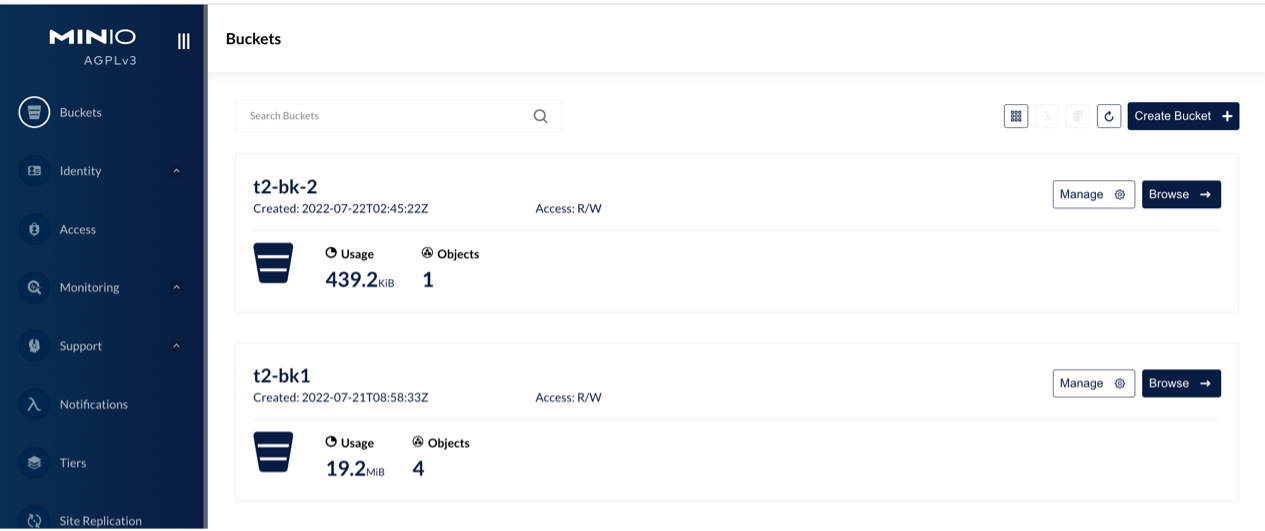 MINIO
AGPLv3
Buckets
Identity
Access
Monitoring
Support
Notifications
Tiers
Site Replication
Buckets
Search Buckets
Create Bucket +
t2-bk-2
Created: 2022-07-22T02:45:22Z Access: R/W
Manage Browse →
Usage Objects
439.2KiB 1
t2-bk1
Created: 2022-07-21T08:58:33Z Access: R/W
Manage Browse →
Usage Objects
19.2MiB 4